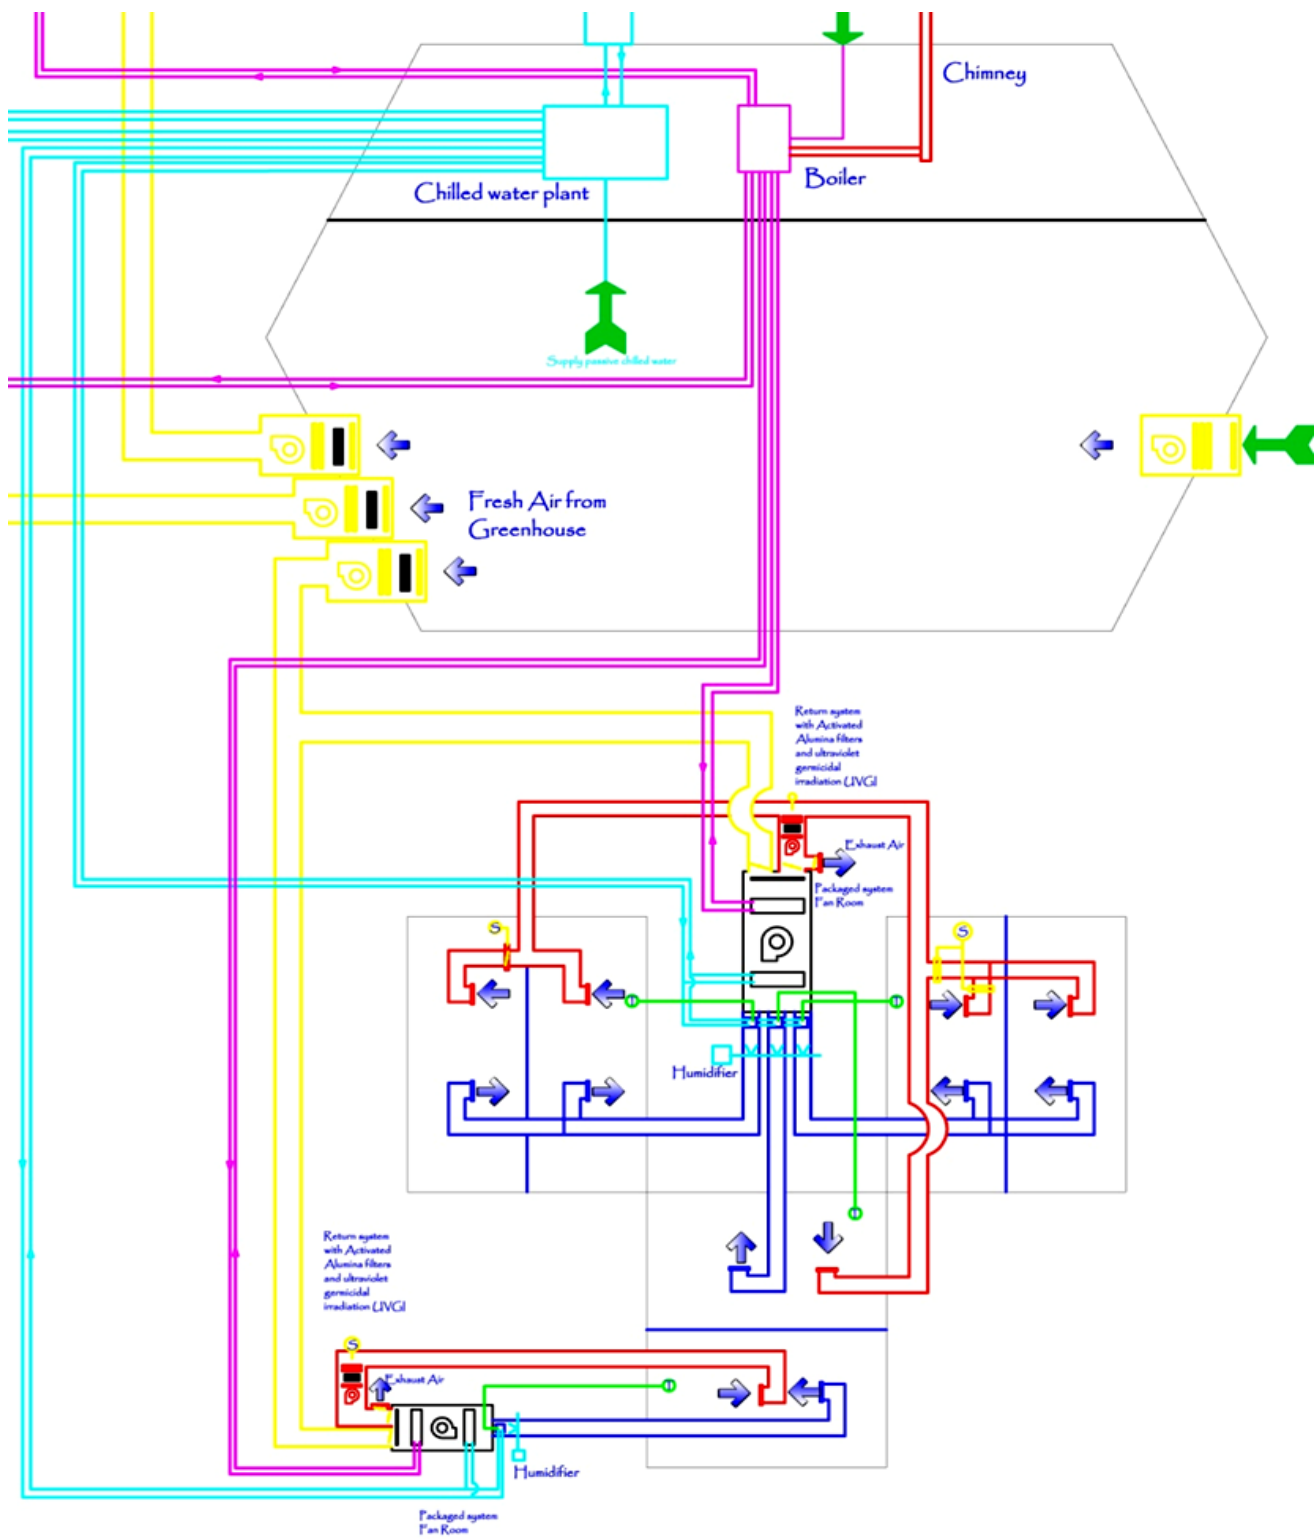 Chimney
Boiler
Chilled water plant
Supply passive chilled water
Fresh Air from
Greenhouse
Return system
with Activated
Alumina filters
and ultraviolet
germicidal
irradiation UVGI
Exhaust Air
Packaged system
Fan Room
S
S
T
T
Humidifier
T
Return system
with Activated
Alumina filters
and ultraviolet
germicidal
irradiation UVGI
S
Exhaust Air
T
Humidifier
Packaged system
Fan Room